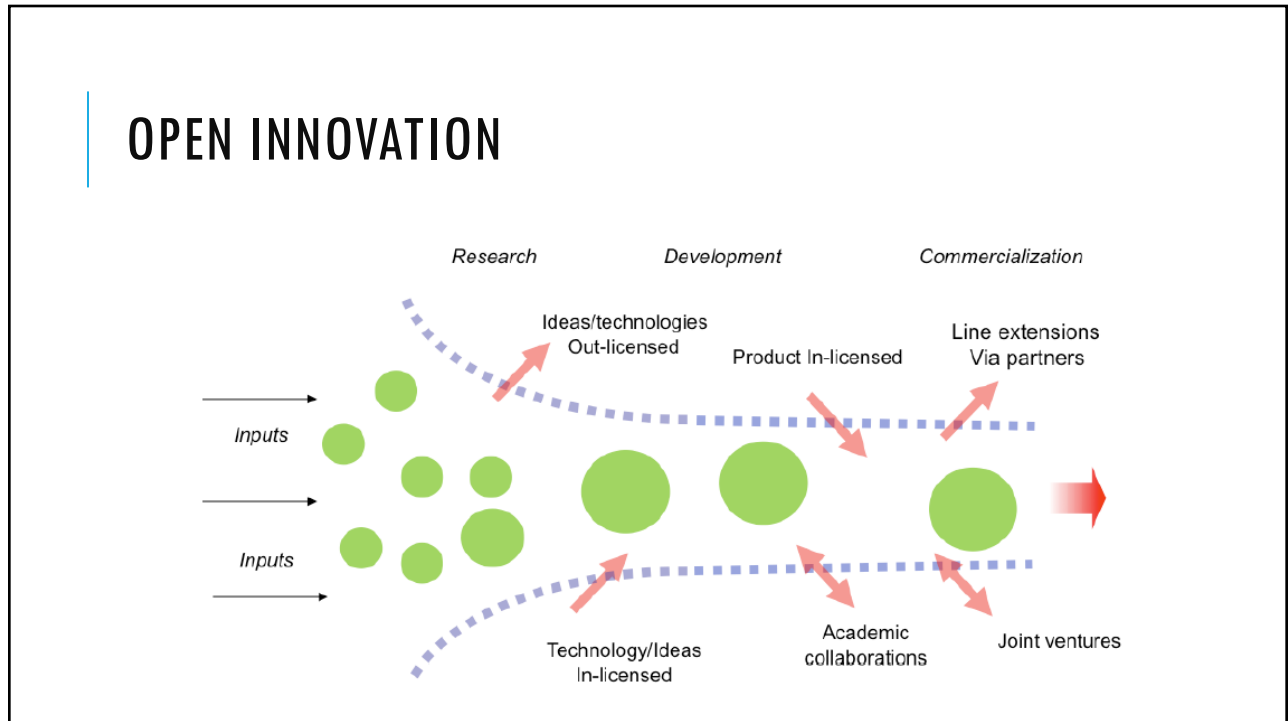 OPEN INNOVATION
Research
Development
Commercialization
Ideas/technologies
Out-licensed
Product In-licensed
Line extensions
Via partners
Inputs
Inputs
Technology/Ideas
In-licensed
Academic
collaborations
Joint ventures